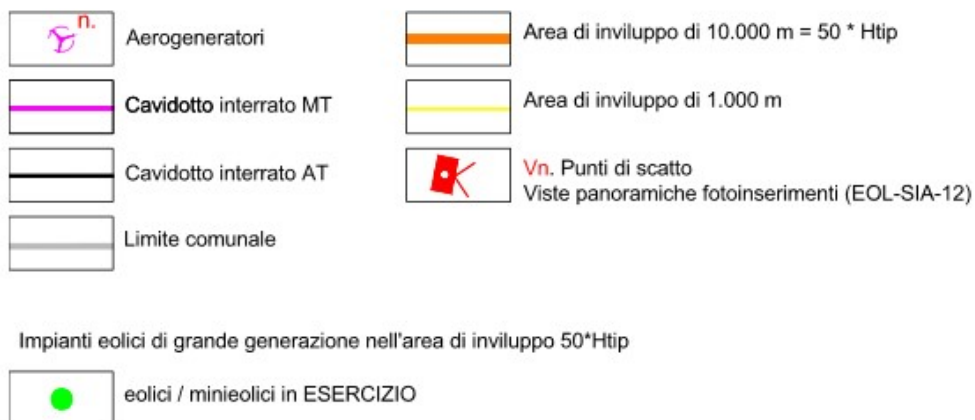 n.
Aerogeneratori
Cavidotto interrato MT
Cavidotto interrato AT
Limite comunale
Area di inviluppo di 10.000 m = 50 * Htip
Area di inviluppo di 1.000 m
Vn. Punti di scatto
Viste panoramiche fotoinserimenti (EOL-SIA-12)
Impianti eolici di grande generazione nell'area di inviluppo 50*Htip
eolici / minieolici in ESERCIZIO